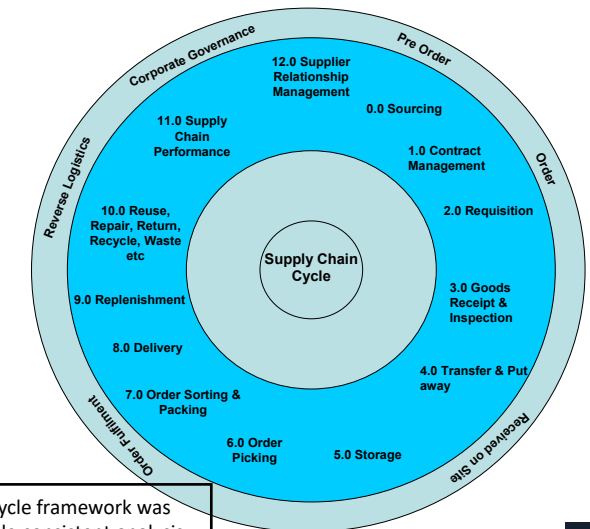 Corporate Governance
Pre Order
Order
Received on Site
Order Fulfilment
Reverse Logistics
12.0 Supplier
Relationship
Management
0.0 Sourcing
1.0 Contract
Management
2.0 Requisition
3.0 Goods
Receipt &
Inspection
4.0 Transfer & Put
away
5.0 Storage
6.0 Order
Picking
7.0 Order Sorting &
Packing
8.0 Delivery
9.0 Replenishment
10.0 Reuse,
Repair, Return,
Recycle, Waste
etc
11.0 Supply
Chain
Performance
Supply Chain
Cycle
ycle framework was
consistent analysis